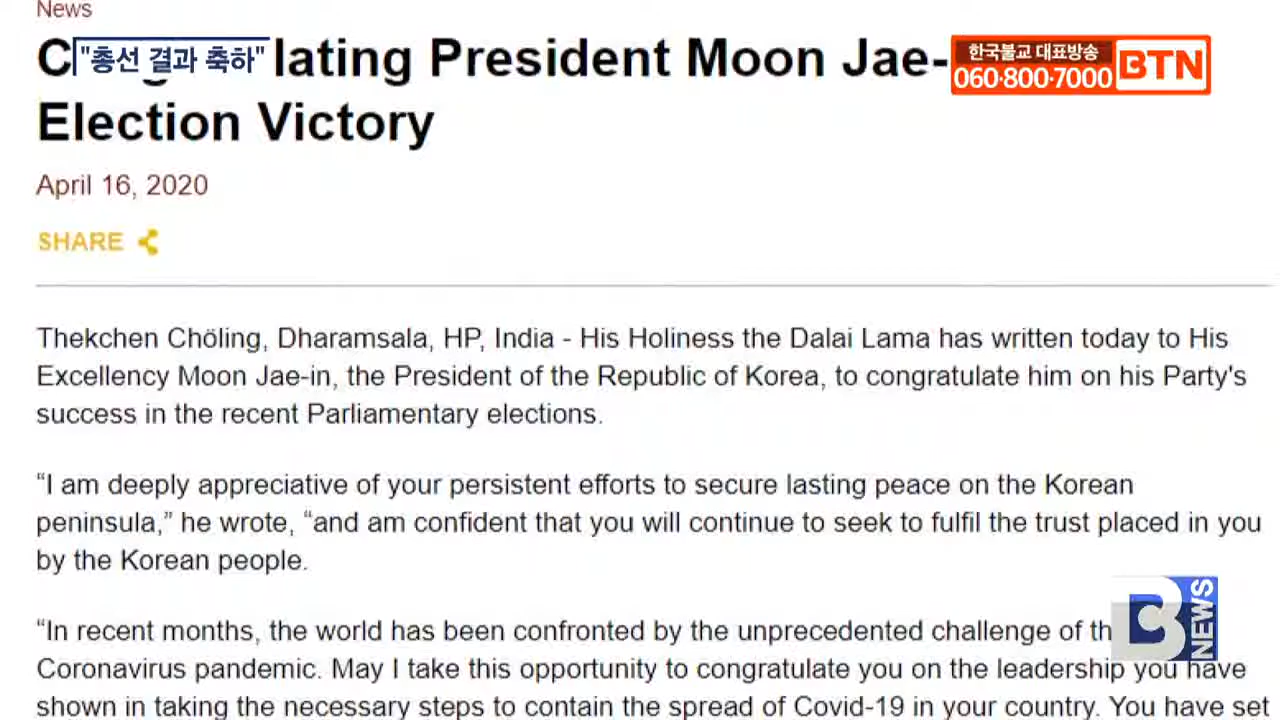 News
"총선 결과 축하"
lating President Moon Jae-
한국불교 대표방송
060·800·7000
BTN
Election Victory
April 16, 2020
SHARE
Thekchen Chöling, Dharamsala, HP, India - His Holiness the Dalai Lama has written today to His
Excellency Moon Jae-in, the President of the Republic of Korea, to congratulate him on his Party's
success in the recent Parliamentary elections.
“I am deeply appreciative of your persistent efforts to secure lasting peace on the Korean
peninsula,” he wrote, “and am confident that you will continue to seek to fulfil the trust placed in you
by the Korean people.
“In recent months, the world has been confronted by the unprecedented challenge of th
B NEWS
Coronavirus pandemic. May I take this opportunity to congratulate you on the leadership you have
shown in taking the necessary steps to contain the spread of Covid-19 in your country. You have set